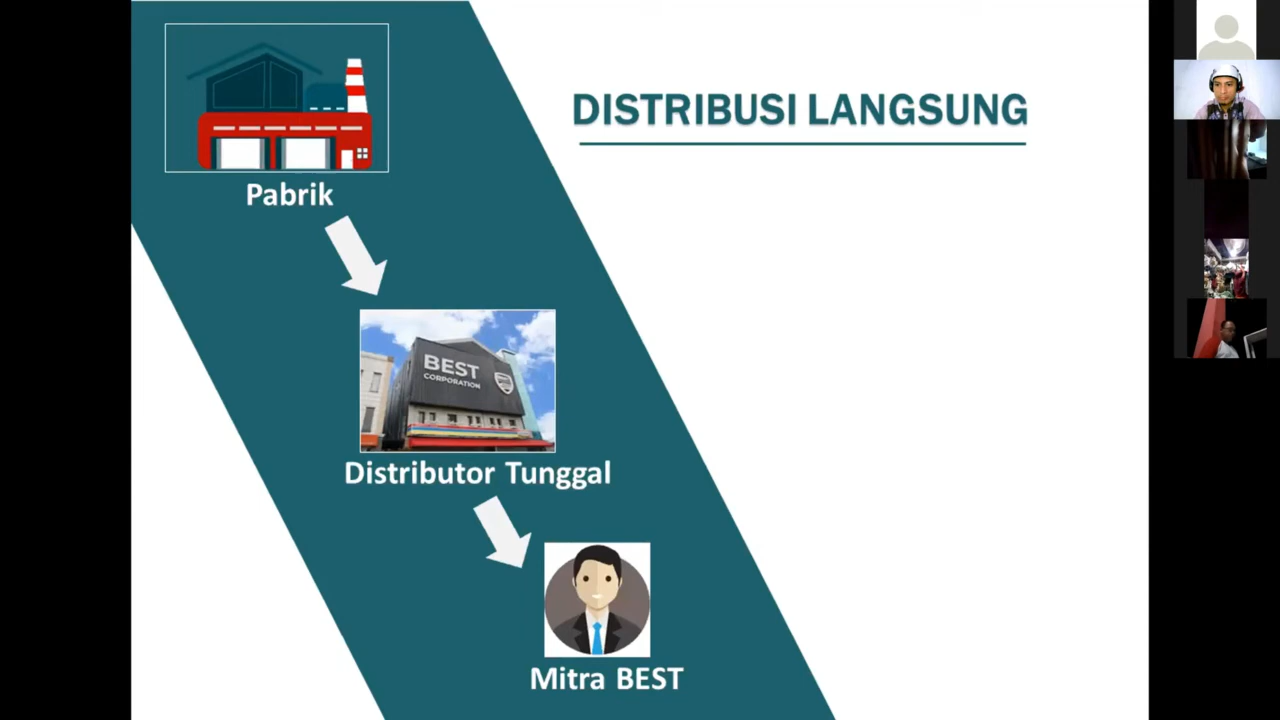 DISTRIBUSI LANGSUNG
Pabrik
BEST
CORPORATION
Distributor Tunggal
Mitra BEST